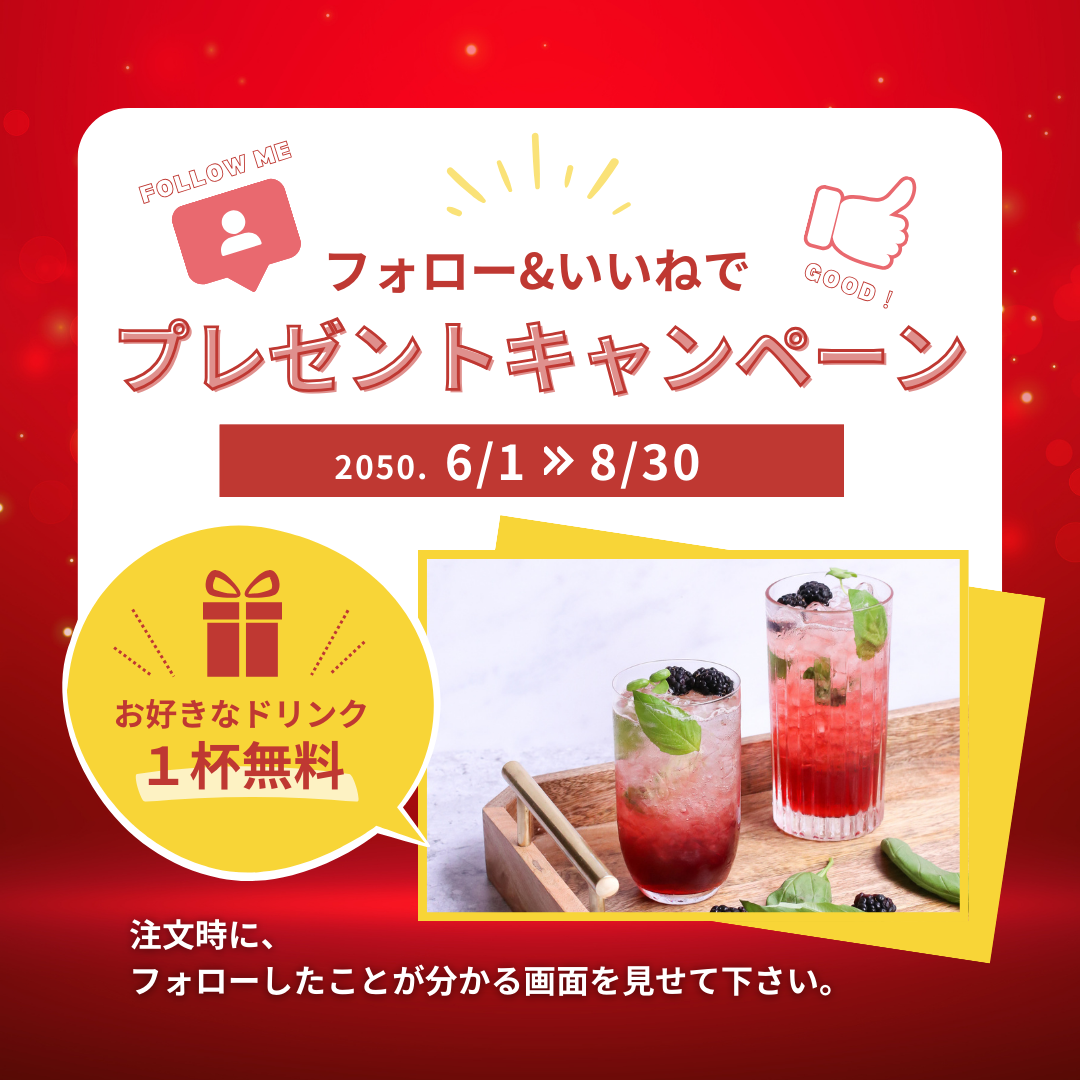 FOLLOW ME
GOOD !
フォロー&いいねで
プレゼントキャンペーン
2050. 6/1 » 8/30
お好きなドリンク
１杯無料
注文時に、
フォローしたことが分かる画面を見せて下さい。